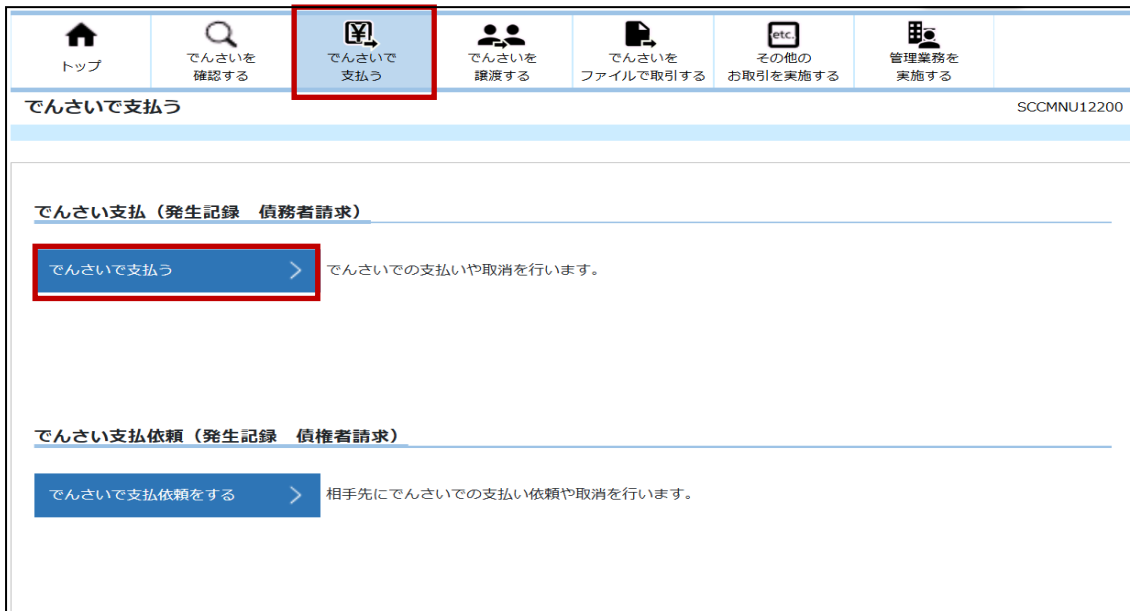 トップ
でんさいを
確認する
でんさいで
支払う
でんさいを
譲渡する
でんさいを
ファイルで取引する
etc.
その他の
お取引を実施する
管理業務を
実施する
でんさいで支払う
SCCMNU12200
でんさい支払（発生記録　債務者請求）
でんさいで支払う
でんさいでの支払いや取消を行います。
でんさい支払依頼（発生記録　債権者請求）
でんさいで支払依頼をする
相手先にでんさいでの支払い依頼や取消を行います。